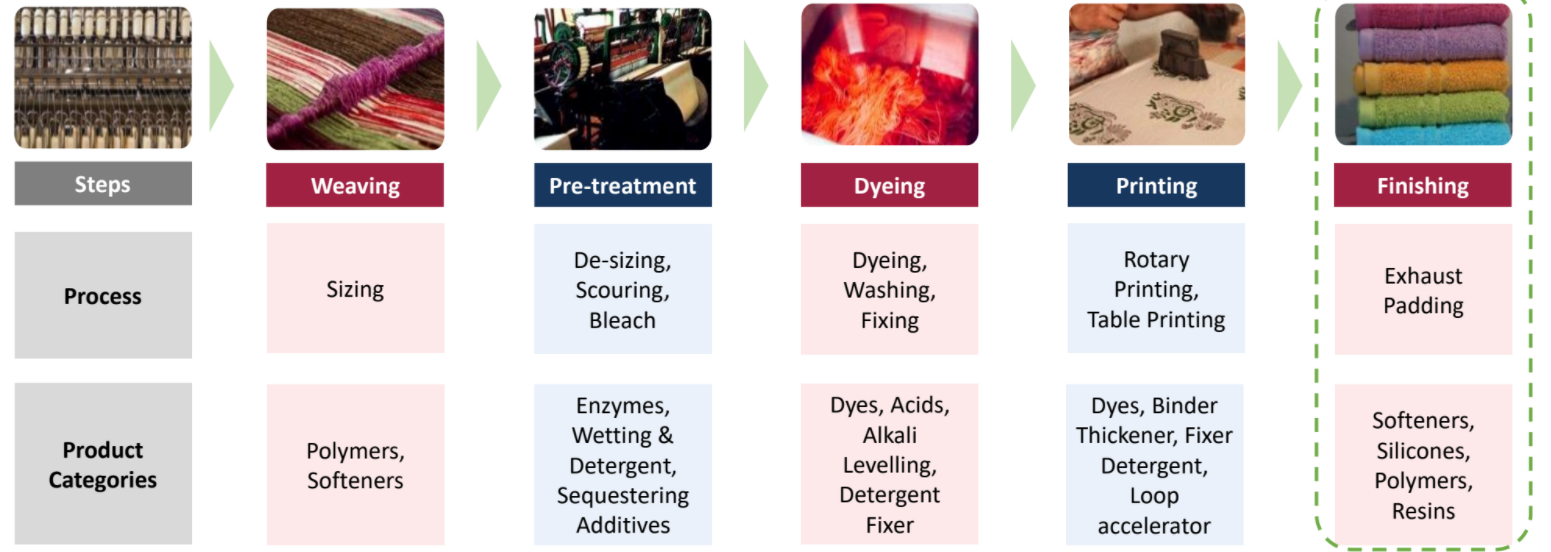 Steps
Weaving
Pre-treatment
Dyeing
Printing
Finishing
Process
Sizing
De-sizing,
Scouring,
Bleach
Dyeing,
Washing,
Fixing
Rotary
Printing,
Table Printing
Exhaust
Padding
Product
Categories
Polymers,
Softeners
Enzymes,
Wetting &
Detergent,
Sequestering
Additives
Dyes, Acids,
Alkali
Levelling,
Detergent
Fixer
Dyes, Binder
Thickener, Fixer
Detergent,
Loop
accelerator
Softeners,
Silicones,
Polymers,
Resins